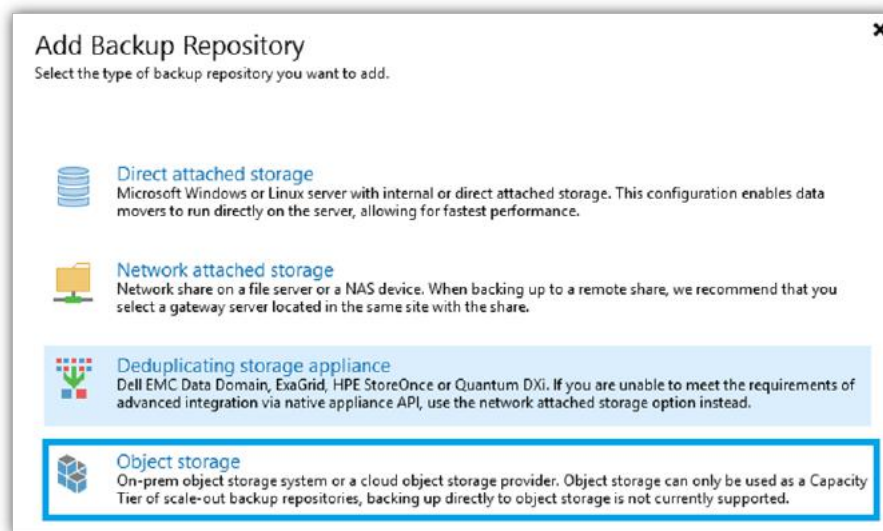 Add Backup Repository
Select the type of backup repository you want to add.
Direct attached storage
Microsoft Windows or Linux server with internal or direct attached storage. This configuration enables data
movers to run directly on the server, allowing for fastest performance.
Network attached storage
Network share on a file server or a NAS device. When backing up to a remote share, we recommend that you
select a gateway server located in the same site with the share.
Deduplicating storage appliance
Dell EMC Data Domain, ExaGrid, HPE StoreOnce or Quantum DXi. If you are unable to meet the requirements of
advanced integration via native appliance API, use the network attached storage option instead.
Object storage
On-prem object storage system or a cloud object storage provider. Object storage can only be used as a Capacity
Tier of scale-out backup repositories, backing up directly to object storage is not currently supported.